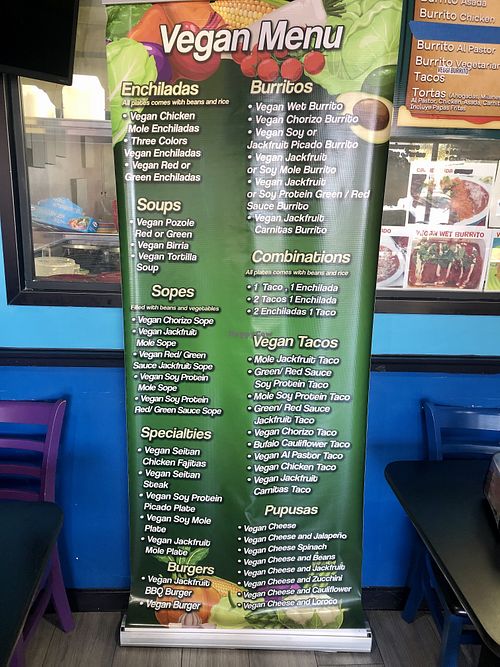 Vegan Menu
Enchiladas
All plates comes with beans and rice
• Vegan Chicken
Mole Enchiladas
• Three Colors
Vegan Enchiladas
• Vegan Red or
Green Enchiladas
Soups
• Vegan Pozole
Red or Green
• Vegan Birria
• Vegan Tortilla
Soup
Sopes
Filled with beans and vegetables
• Vegan Chorizo Sope
• Vegan Jackfruit
Mole Sope
• Vegan Red/ Green
Sauce Jackfruit Sope
• Vegan Soy Protein
Mole Sope
• Vegan Soy Protein
Red/ Green Sauce Sope
Specialties
• Vegan Seitan
Chicken Fajitas
• Vegan Seitan
Steak
• Vegan Soy Protein
Picado Plate
• Vegan Soy Mole
Plate
• Vegan Jackfruit
Mole Plate
Burgers
• Vegan Jackfruit
BBQ Burger
• Vegan Burger
Burritos
• Vegan Wet Burrito
• Vegan Chorizo Burrito
• Vegan Soy or
Jackfruit Picado Burrito
• Vegan Jackfruit
or Soy Mole Burrito
• Vegan Jackfruit
or Soy Protein Green / Red
Sauce Burrito
• Vegan Jackfruit
Carnitas Burrito
Combinations
All plates comes with beans and rice
• 1 Taco , 1 Enchilada
• 2 Tacos 1 Enchilada
• 2 Enchiladas 1 Taco
Vegan Tacos
• Mole Jackfruit Taco
• Green/ Red Sauce
Soy Protein Taco
• Mole Soy Protein Taco
• Green/ Red Sauce
Jackfruit Taco
• Vegan Chorizo Taco
• Bufalo Cauliflower Taco
• Vegan Al Pastor Taco
• Vegan Chicken Taco
• Vegan Jackfruit
Carnitas Taco
Pupusas
• Vegan Cheese
• Vegan Cheese and Jalapeño
• Vegan Cheese Spinach
• Vegan Cheese and Beans
• Vegan Cheese and Jackfruit
• Vegan Cheese and Zucchini
• Vegan Cheese and Cauliflower
• Vegan Cheese and Loroco
Burrito Asada
Burrito Chicken
Burrito Al Pastor
Burrito Vegetarian
VEGGI BURRITO
Tacos
Tortas
Al Pastor, Chicken, Asada,
Incluye Papas Fritas
VEGAN WET BURRITO